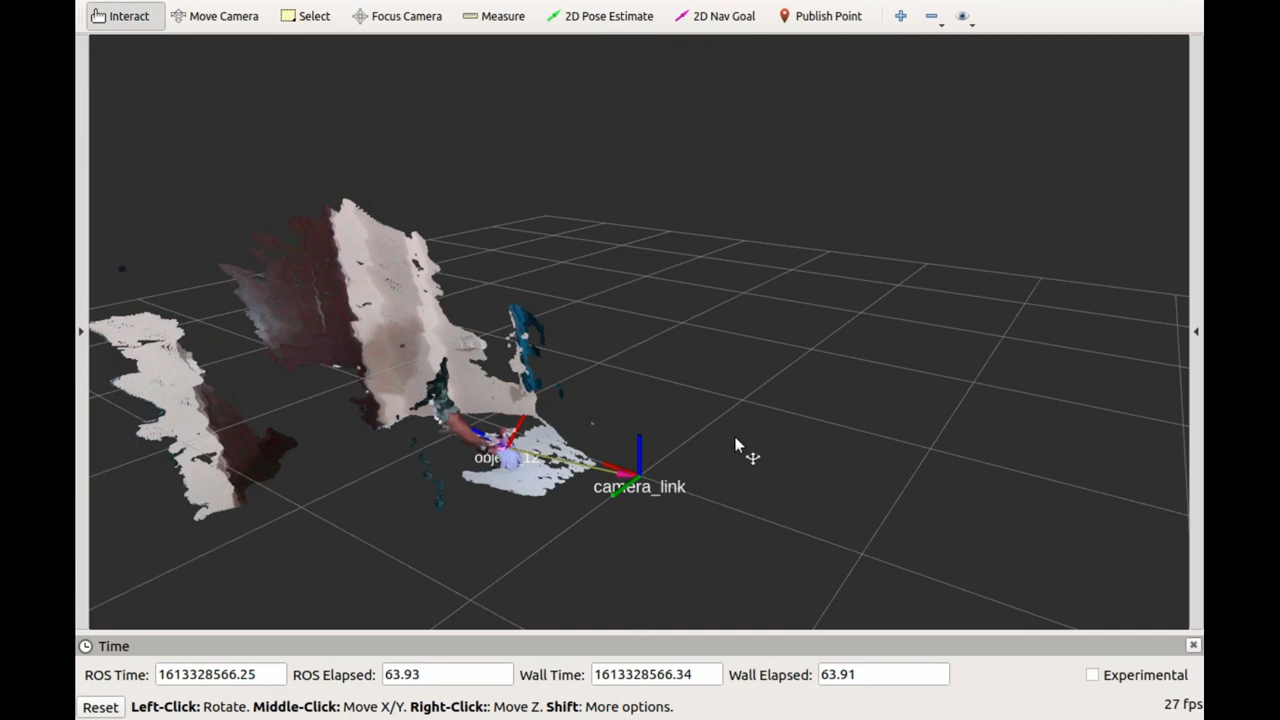 Interact Move Camera Select Focus Camera Measure 2D Pose Estimate 2D Nav Goal Publish Point
camera_link
Time
ROS Time: 1613328566.25 ROS Elapsed: 63.93 Wall Time: 1613328566.34 Wall Elapsed: 63.91 Experimental
Reset Left-Click: Rotate. Middle-Click: Move X/Y. Right-Click:: Move Z. Shift: More options. 27 fps